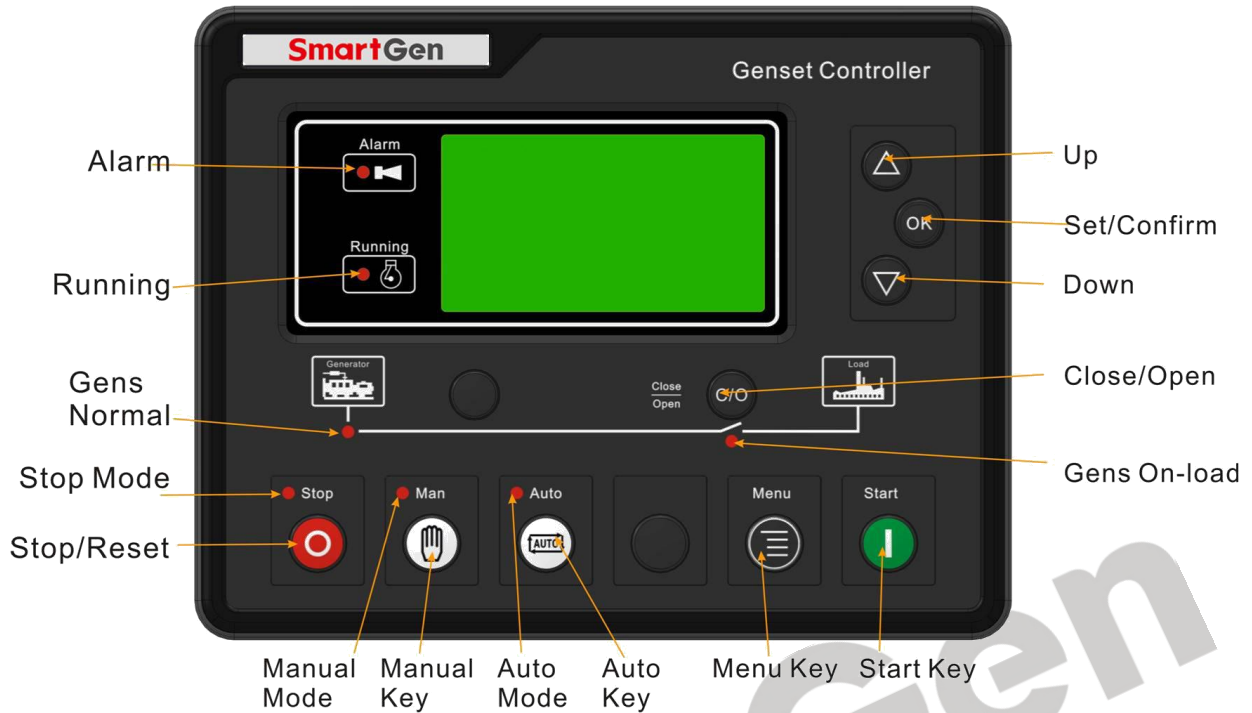 SmartGen
Genset Controller
Alarm
Alarm
Up
OK
Set/Confirm
Running
Running
Down
Generator
Load
Gens
Normal
Close
Open
C/O
Close/Open
Gens On-load
Stop Mode
Stop
Man
Auto
Menu
Start
Stop/Reset
AUTO
Manual
Mode
Manual
Key
Auto
Mode
Auto
Key
Menu Key
Start Key
Gen